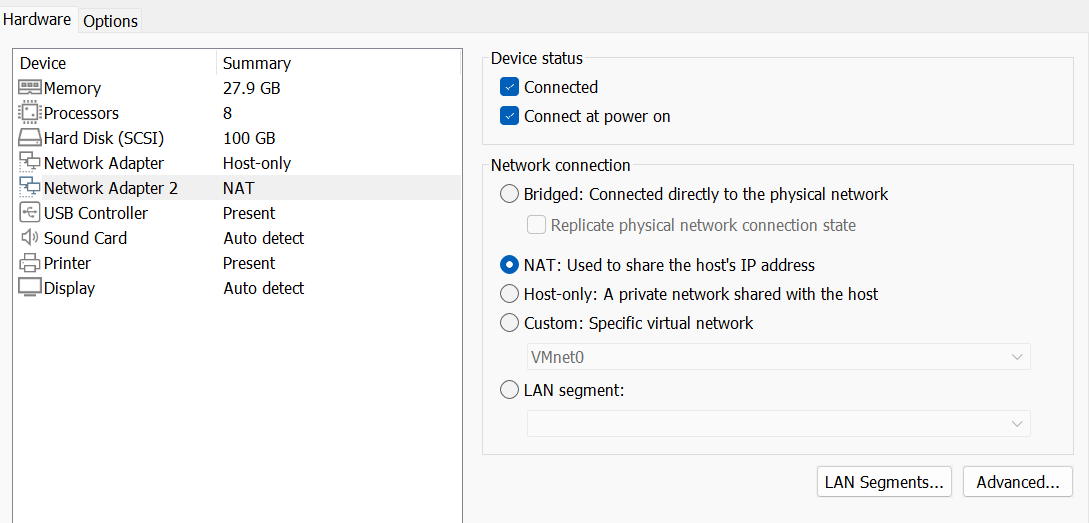 Hardware
Options
Device Summary
Memory 27.9 GB
Processors 8
Hard Disk (SCSI) 100 GB
Network Adapter Host-only
Network Adapter 2 NAT
USB Controller Present
Sound Card Auto detect
Printer Present
Display Auto detect
Device status
Connected
Connect at power on
Network connection
Bridged: Connected directly to the physical network
Replicate physical network connection state
NAT: Used to share the host's IP address
Host-only: A private network shared with the host
Custom: Specific virtual network
VMnet0
LAN segment:
LAN Segments...
Advanced...